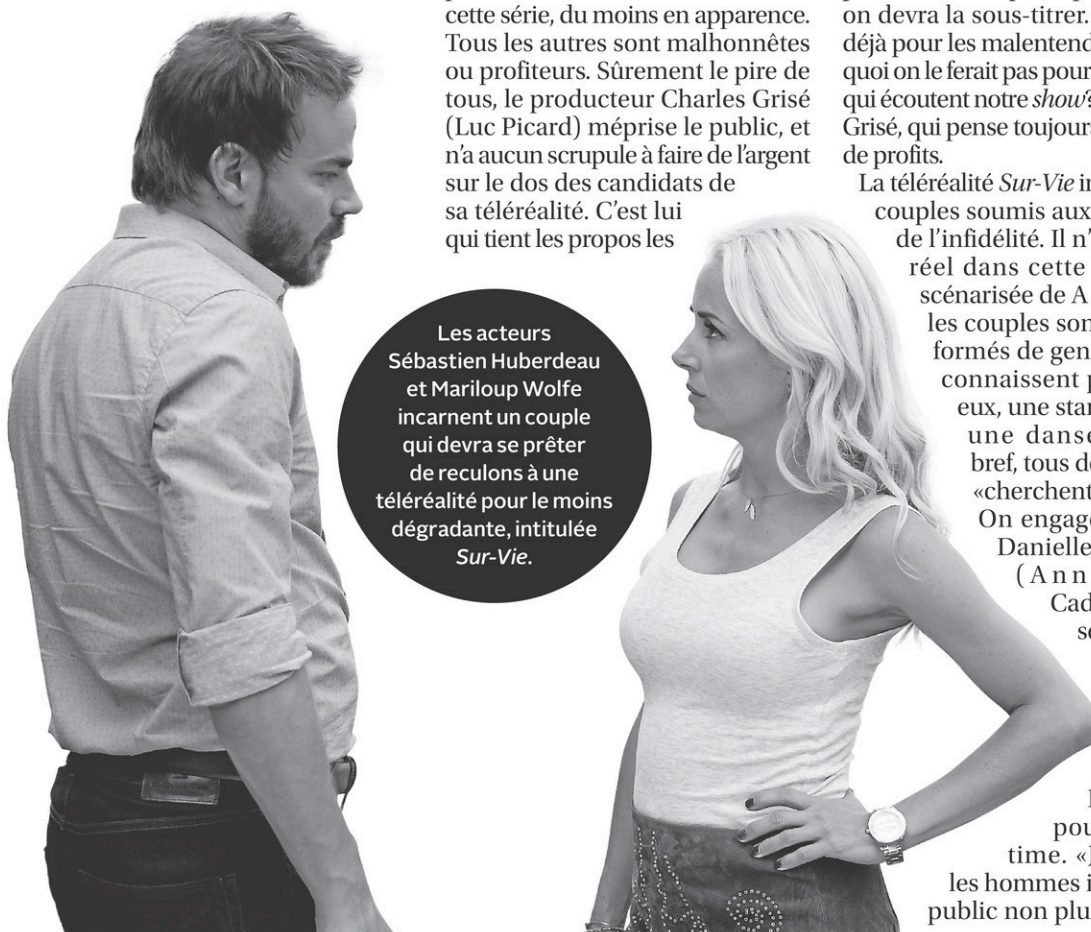 cette série, du moins en apparence.
Tous les autres sont malhonnêtes
ou profiteurs. Sûrement le pire de
tous, le producteur Charles Grisé
(Luc Picard) méprise le public, et
n'a aucun scrupule à faire de l'argent
sur le dos des candidats de
sa téléréalité. C'est lui
qui tient les propos les
Les acteurs
Sébastien Huberdeau
et Mariloup Wolfe
incarnent un couple
qui devra se prêter
de reculons à une
téléréalité pour le moins
dégradante, intitulée
Sur-Vie.
on devra la sous-titrer.
déjà pour les malentend
quoi on le ferait pas pour
qui écoutent notre show?
Grisé, qui pense toujours
de profits.
La téléréalité Sur-Vie in
couples soumis aux
de l'infidélité. Il n'
réel dans cette
scénarisée de A
les couples son
formés de gen
connaissent p
eux, une star
une danse
bref, tous de
«cherchent
On engage
Danielle
(Ann
Cad
so
pou
time. «
les hommes i
public non plu